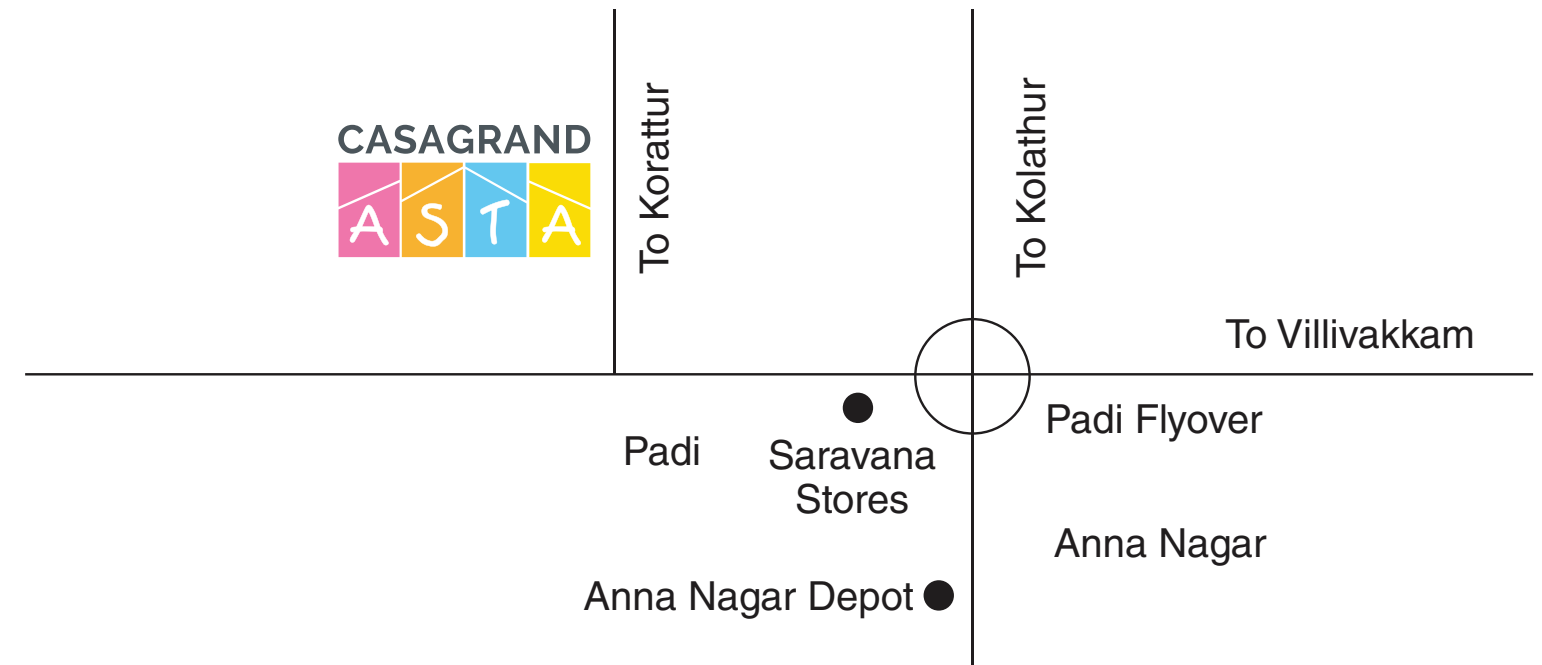 CASAGRAND
ASTA
To Korattur
To Kolathur
To Villivakkam
Padi Flyover
Padi
Saravana
Stores
Anna Nagar
Anna Nagar Depot